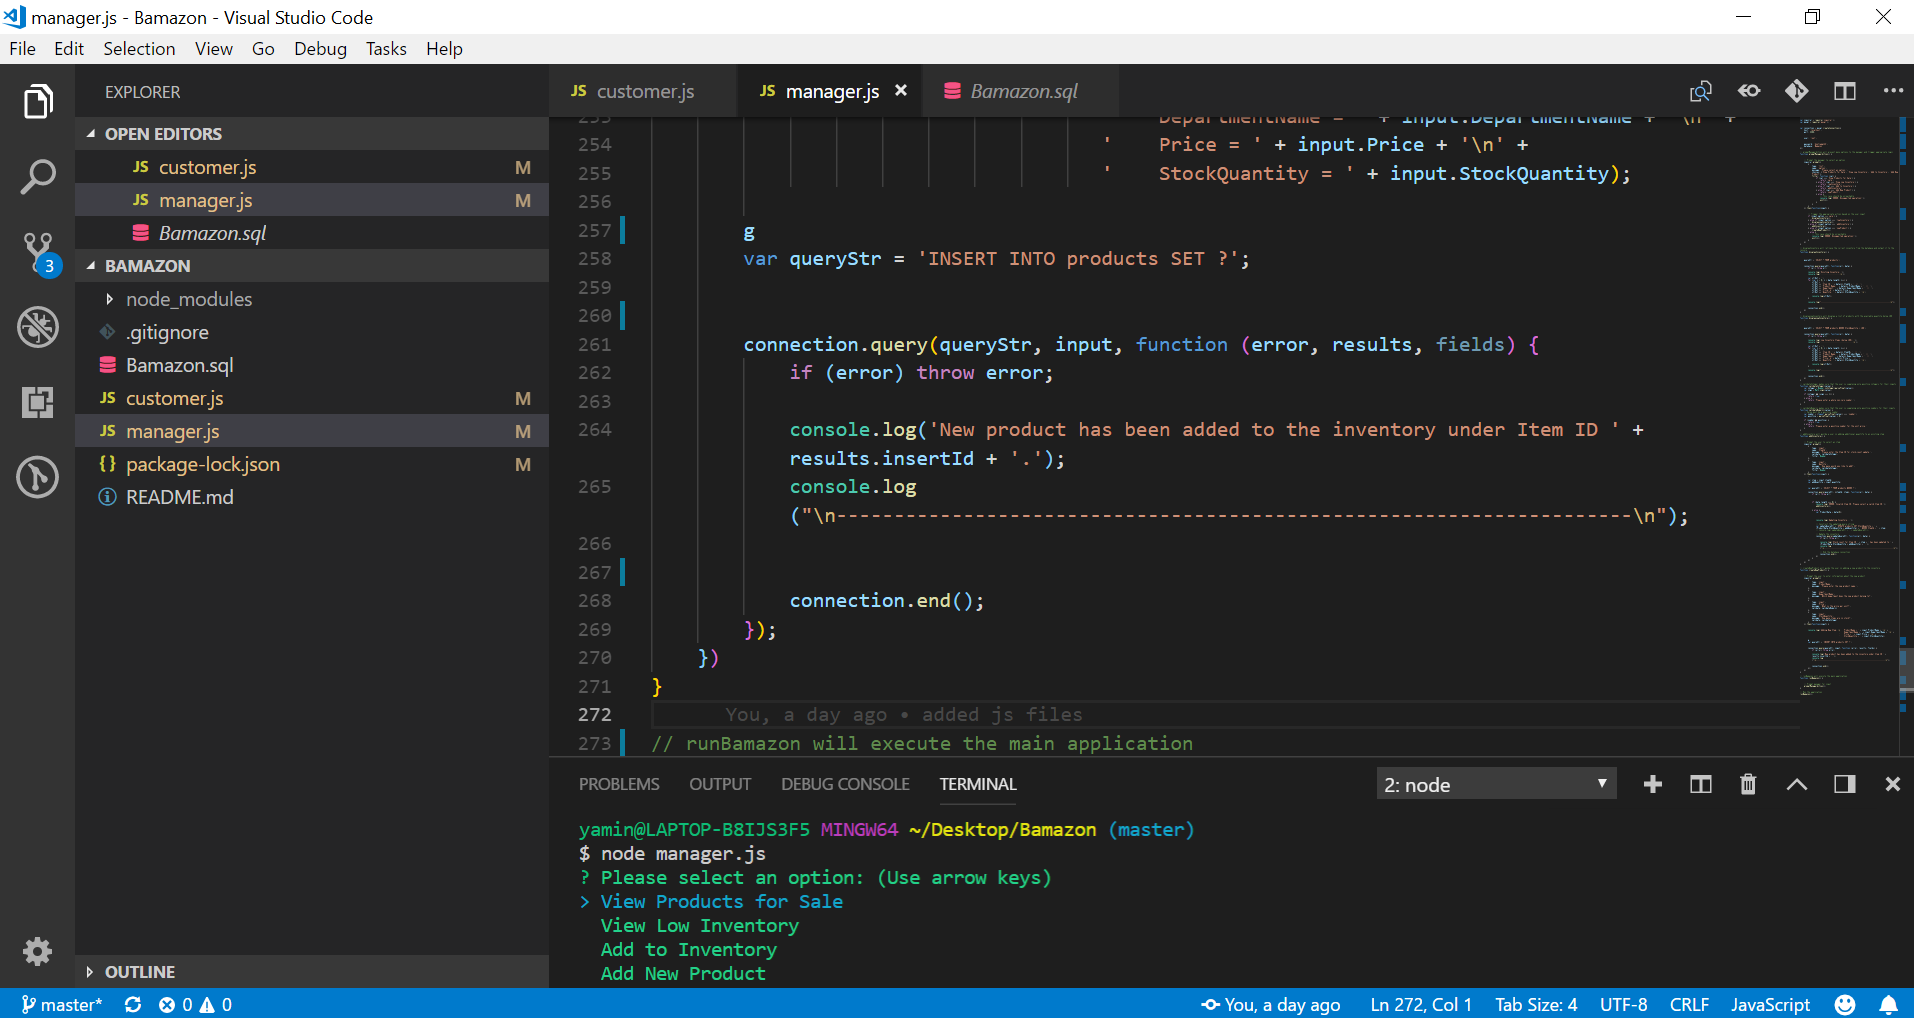 manager.js - Bamazon - Visual Studio Code
File Edit Selection View Go Debug Tasks Help
EXPLORER
OPEN EDITORS
JS customer.js M
JS manager.js M
Bamazon.sql
BAMAZON
node_modules
.gitignore
Bamazon.sql
JS customer.js M
JS manager.js M
{} package-lock.json M
README.md
OUTLINE
3
JS customer.js JS manager.js Bamazon.sql
253 DepartmentName = ' + input.DepartmentName + '\n' +
254 ' Price = ' + input.Price + '\n' +
255 ' StockQuantity = ' + input.StockQuantity);
256
257 g
258 var queryStr = 'INSERT INTO products SET ?';
259
260
261 connection.query(queryStr, input, function (error, results, fields) {
262 if (error) throw error;
263
264 console.log('New product has been added to the inventory under Item ID ' +
results.insertId + '.');
265 console.log
("\n---------------------------------------------------------------------\n");
266
267
268 connection.end();
269 });
270 })
271 }
272 You, a day ago • added js files
273 // runBamazon will execute the main application
PROBLEMS OUTPUT DEBUG CONSOLE TERMINAL 2: node
yamin@LAPTOP-B8IJS3F5 MINGW64 ~/Desktop/Bamazon (master)
$ node manager.js
? Please select an option: (Use arrow keys)
> View Products for Sale
View Low Inventory
Add to Inventory
Add New Product
master* 0 0 You, a day ago Ln 272, Col 1 Tab Size: 4 UTF-8 CRLF JavaScript